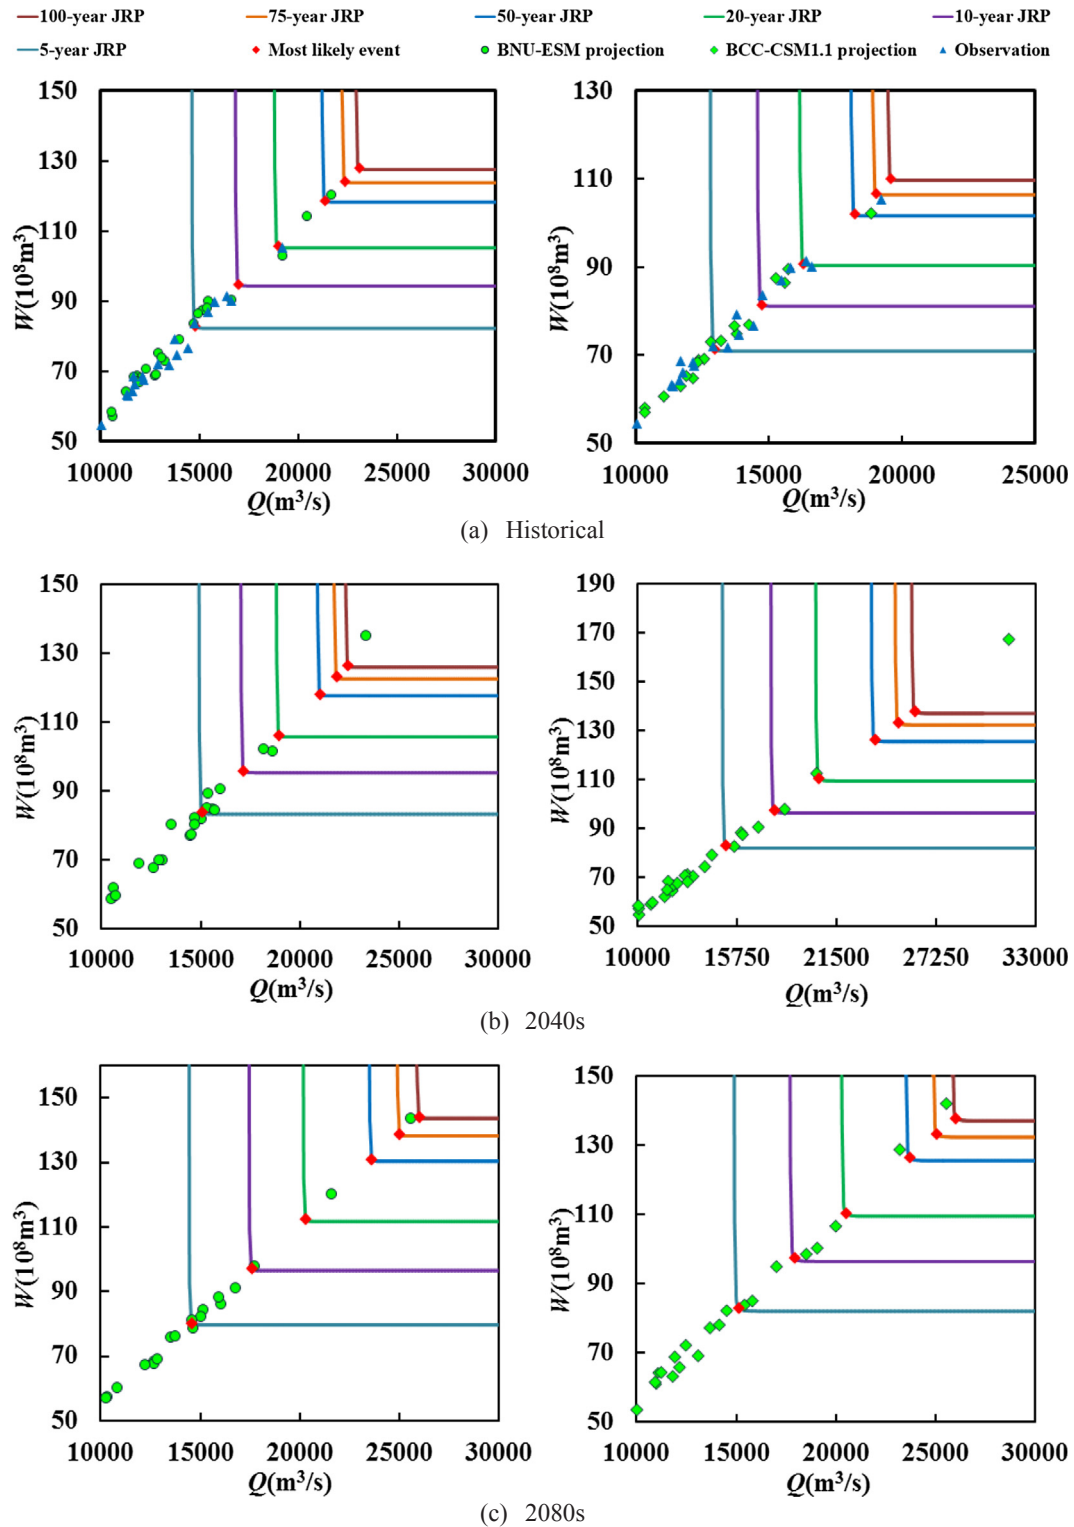 100-year JRP 75-year JRP 50-year JRP 20-year JRP 10-year JRP
5-year JRP Most likely event BNU-ESM projection BCC-CSM1.1 projection Observation
150
130
110
90
70
50
W(10⁸m³)
10000 15000 20000 25000 30000
Q(m³/s)
130
110
90
70
50
W(10⁸m³)
10000 15000 20000 25000
Q(m³/s)
(a) Historical
150
130
110
90
70
50
W(10⁸m³)
10000 15000 20000 25000 30000
Q(m³/s)
190
170
150
130
110
90
70
50
W(10⁸m³)
10000 15750 21500 27250 33000
Q(m³/s)
(b) 2040s
150
130
110
90
70
50
W(10⁸m³)
10000 15000 20000 25000 30000
Q(m³/s)
150
130
110
90
70
50
W(10⁸m³)
10000 15000 20000 25000 30000
Q(m³/s)
(c) 2080s